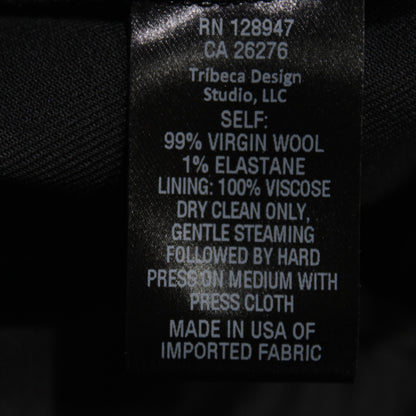 RN 128947
CA 26276
Tribeca Design
Studio, LLC
SELF:
99% VIRGIN WOOL
1% ELASTANE
LINING: 100% VISCOSE
DRY CLEAN ONLY,
GENTLE STEAMING
FOLLOWED BY HARD
PRESS ON MEDIUM WITH
PRESS CLOTH
MADE IN USA OF
IMPORTED FABRIC